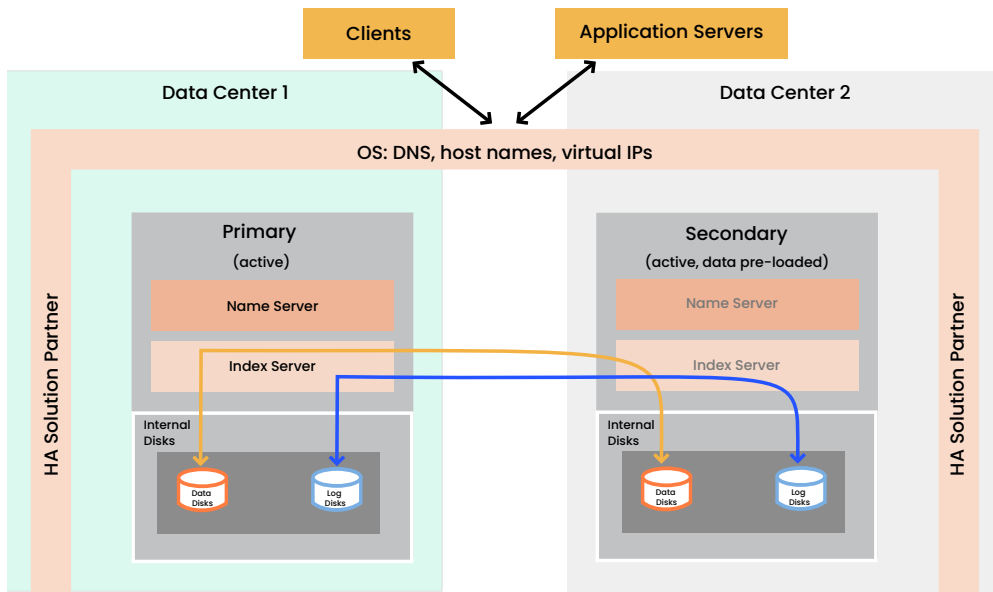 Clients
Application Servers
Data Center 1
Data Center 2
OS: DNS, host names, virtual IPs
HA Solution Partner
Primary
(active)
Name Server
Index Server
Internal
Disks
Data
Disks
Log
Disks
Secondary
(active, data pre-loaded)
Name Server
Index Server
Internal
Disks
Data
Disks
Log
Disks
HA Solution Partner